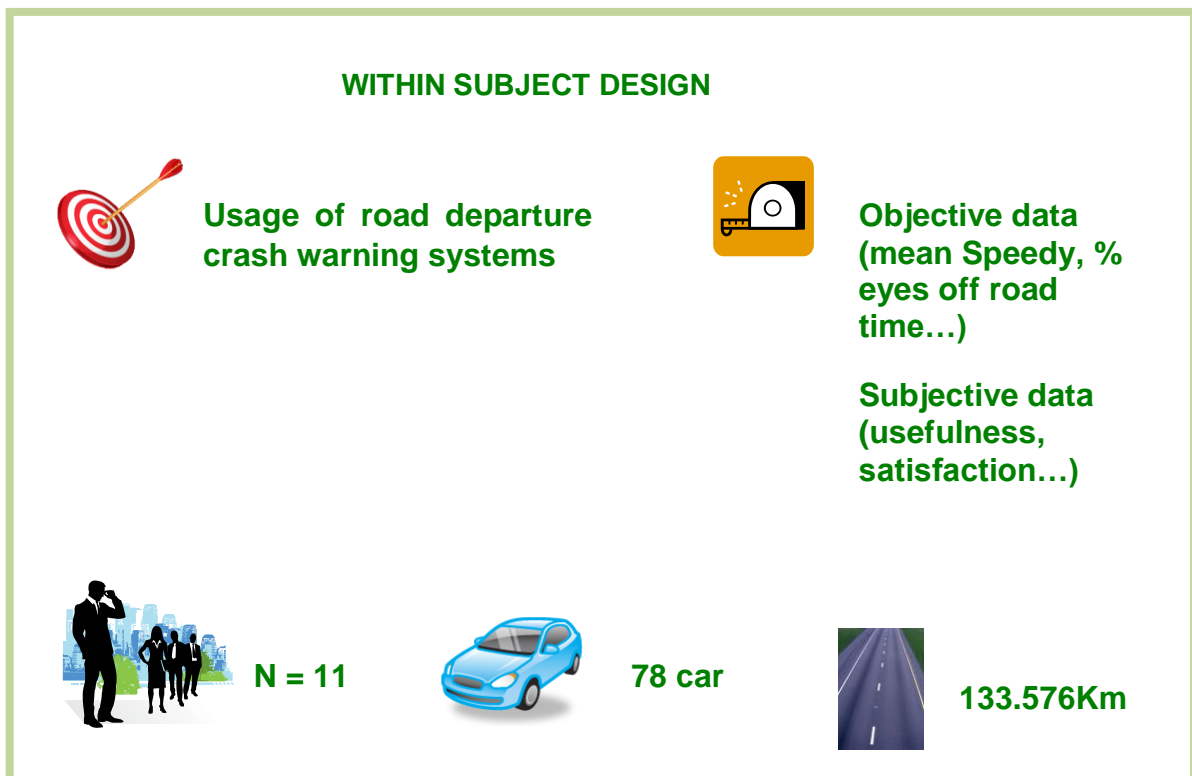 WITHIN SUBJECT DESIGN
Usage of road departure
crash warning systems
Objective data
(mean Speedy, %
eyes off road
time…)
Subjective data
(usefulness,
satisfaction…)
N = 11
78 car
133.576Km